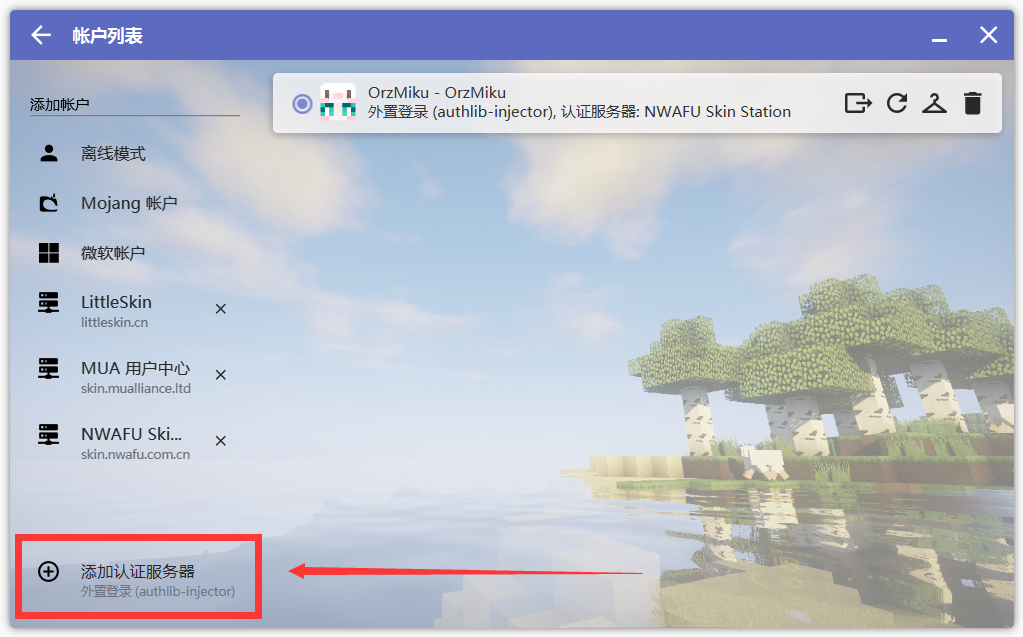 帐户列表
添加帐户
离线模式
Mojang 帐户
微软帐户
LittleSkin
littleskin.cn
MUA 用户中心
skin.mualliance.ltd
NWAFU Ski...
skin.nwafu.com.cn
添加认证服务器
外置登录 (authlib-injector)
OrzMiku - OrzMiku
外置登录 (authlib-injector), 认证服务器: NWAFU Skin Station